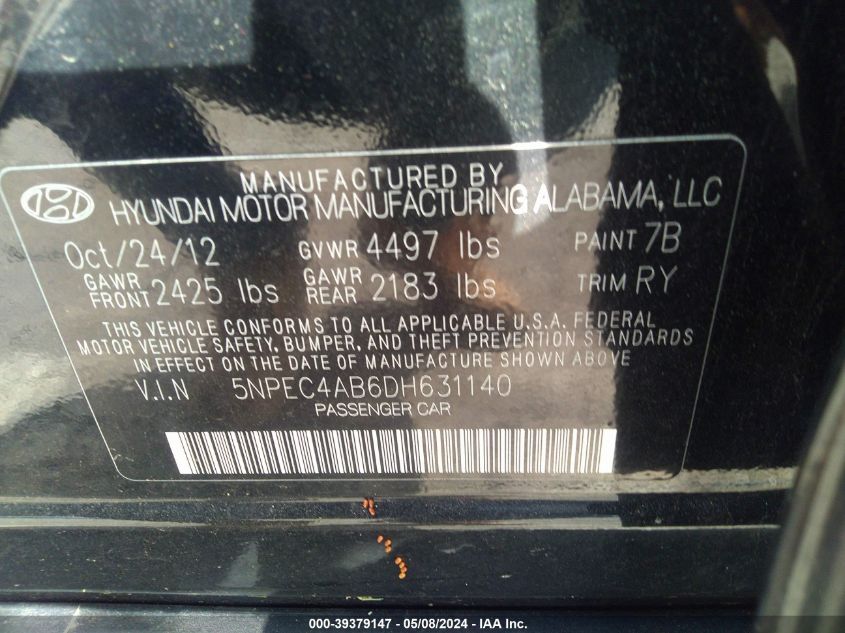 MANUFACTURED BY
HYUNDAI MOTOR MANUFACTURING ALABAMA, LLC
Oct/24/12 GVWR 4497 lbs PAINT 7B
GAWR FRONT 2425 lbs GAWR REAR 2183 lbs TRIM RY
THIS VEHICLE CONFORMS TO ALL APPLICABLE U.S.A. FEDERAL
MOTOR VEHICLE SAFETY, BUMPER, AND THEFT PREVENTION STANDARDS
IN EFFECT ON THE DATE OF MANUFACTURE SHOWN ABOVE
V.I.N 5NPEC4AB6DH631140
PASSENGER CAR
000-39379147 - 05/08/2024 - IAA Inc.